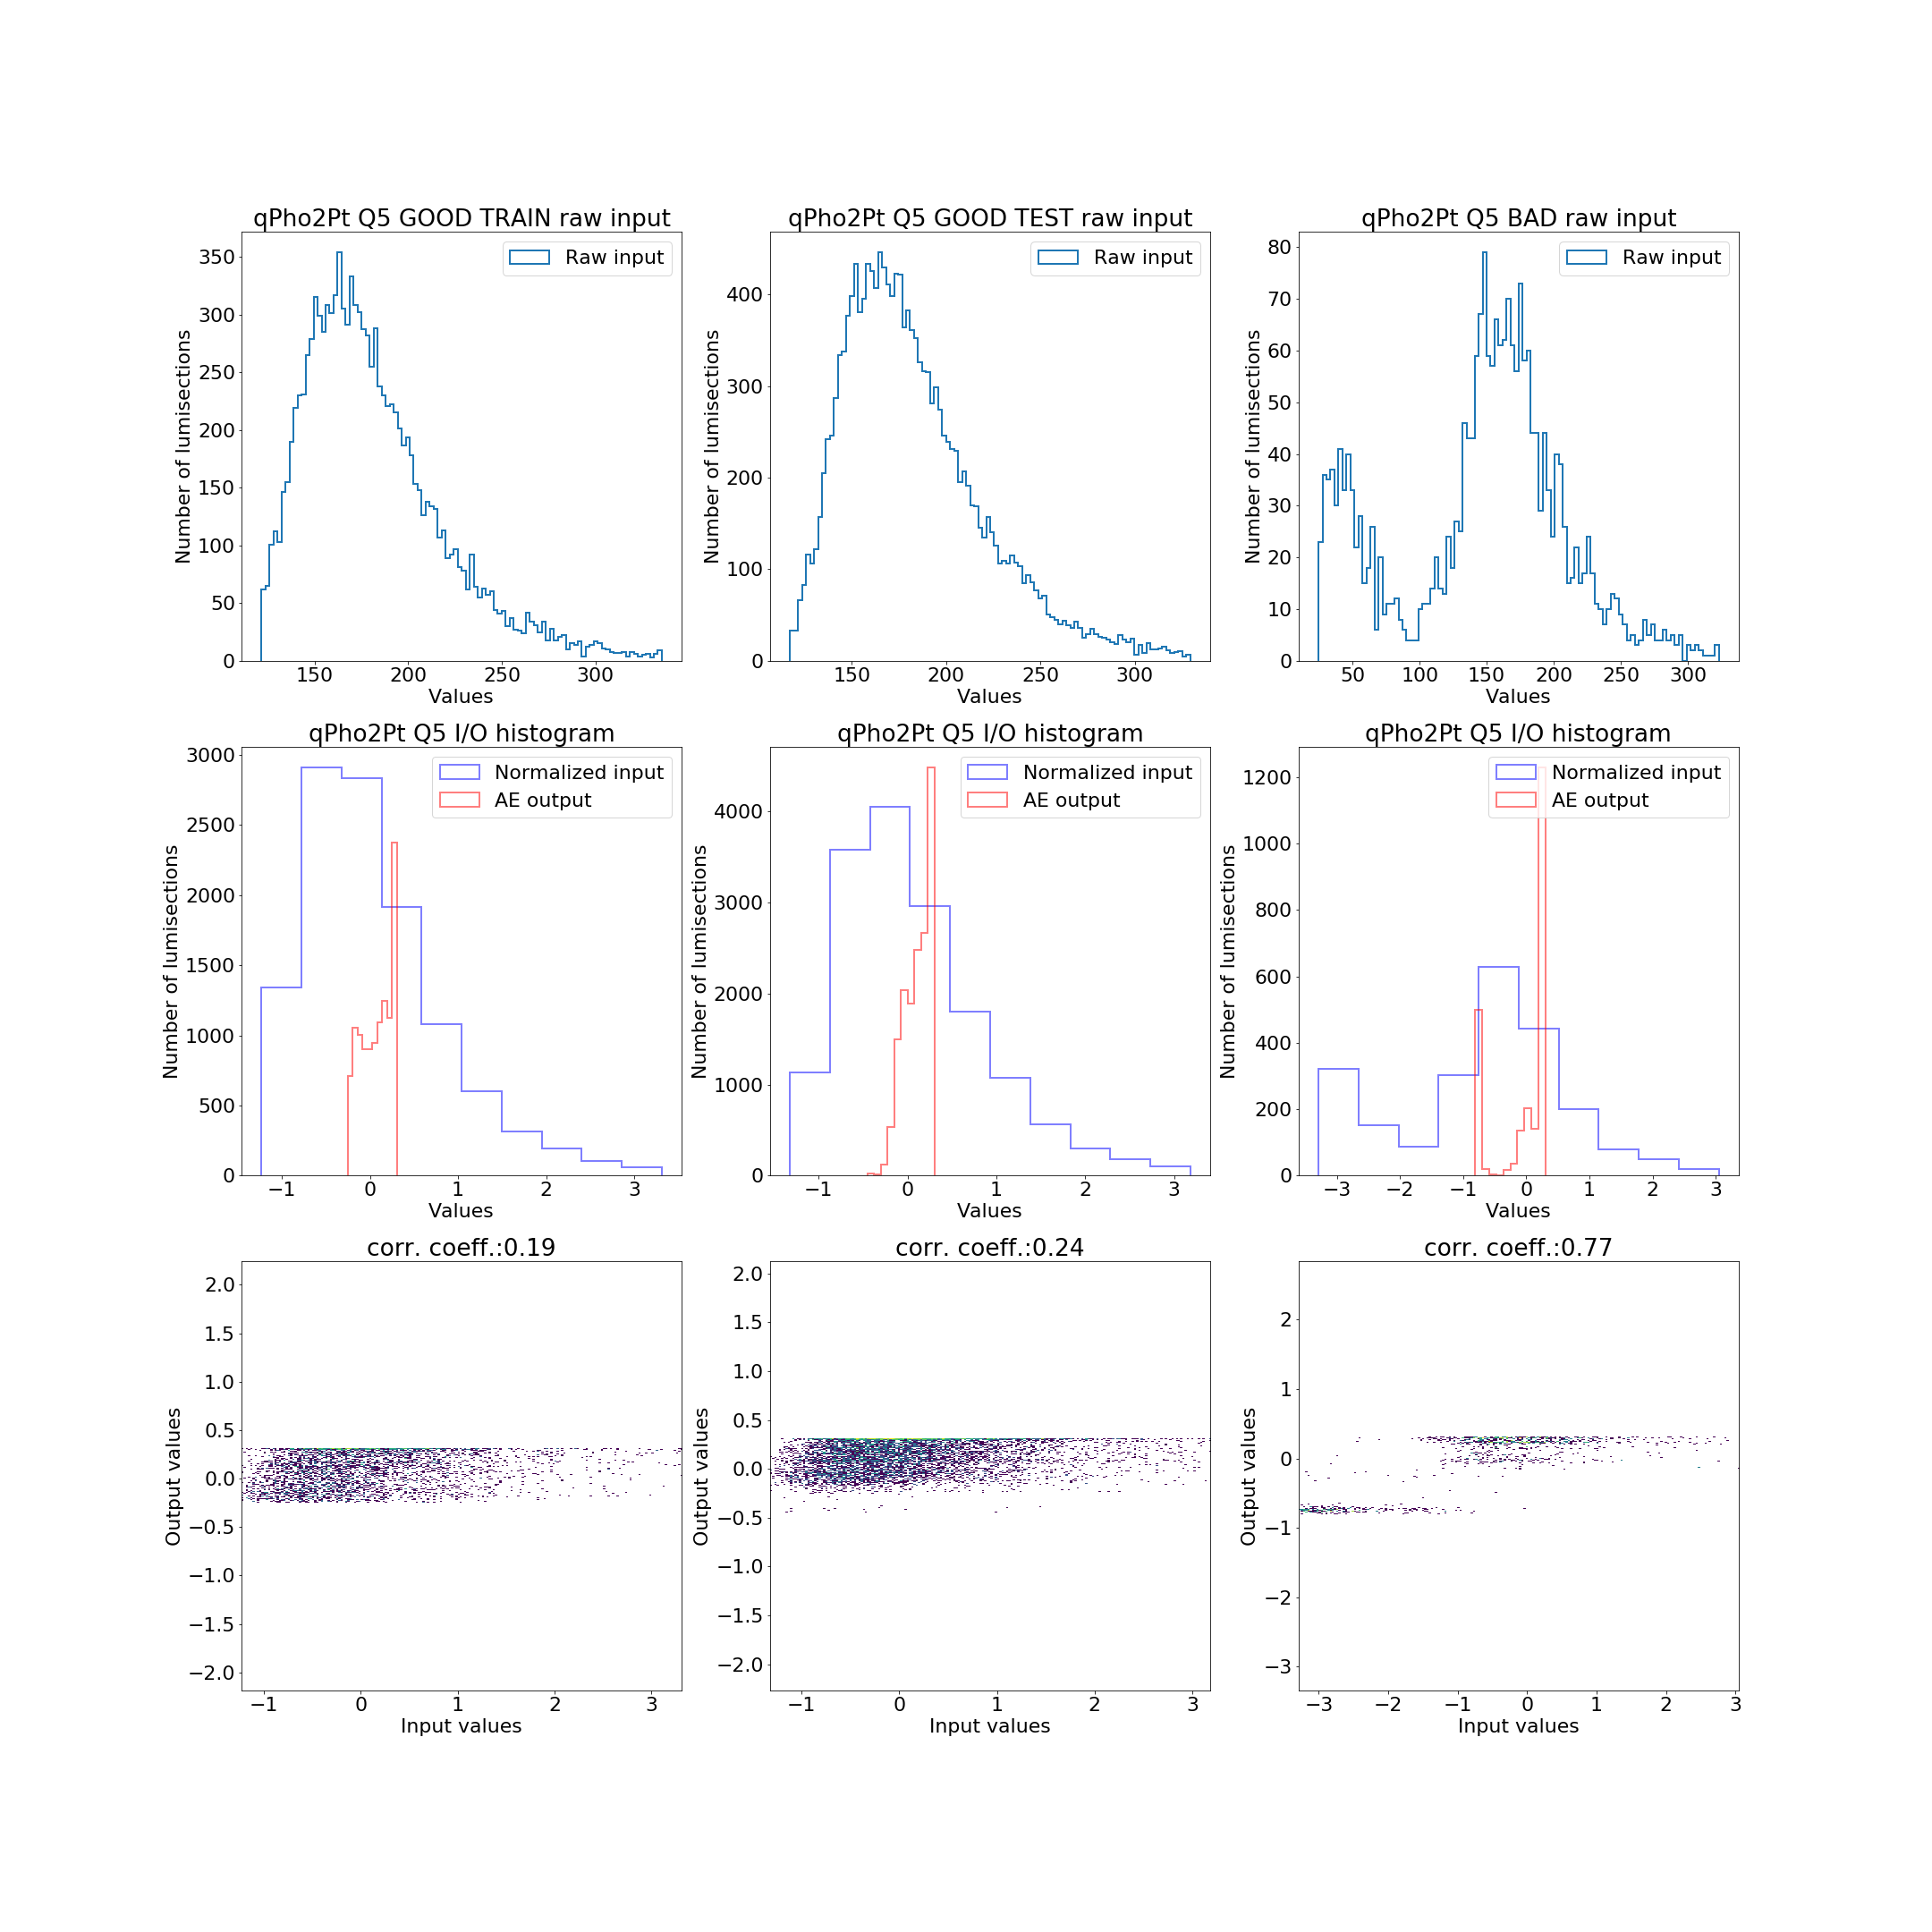 qPho2Pt Q5 GOOD TRAIN raw input
Raw input
350
300
250
200
150
100
50
0
Number of lumisections
150 200 250 300
Values
qPho2Pt Q5 GOOD TEST raw input
Raw input
400
300
200
100
0
Number of lumisections
150 200 250 300
Values
qPho2Pt Q5 BAD raw input
Raw input
80
70
60
50
40
30
20
10
0
Number of lumisections
50 100 150 200 250 300
Values
qPho2Pt Q5 I/O histogram
Normalized input
AE output
3000
2500
2000
1500
1000
500
0
Number of lumisections
−1 0 1 2 3
Values
qPho2Pt Q5 I/O histogram
Normalized input
AE output
4000
3000
2000
1000
0
Number of lumisections
−1 0 1 2 3
Values
qPho2Pt Q5 I/O histogram
Normalized input
AE output
1200
1000
800
600
400
200
0
Number of lumisections
−3 −2 −1 0 1 2 3
Values
corr. coeff.:0.19
2.0
1.5
1.0
0.5
0.0
−0.5
−1.0
−1.5
−2.0
Output values
−1 0 1 2 3
Input values
corr. coeff.:0.24
2.0
1.5
1.0
0.5
0.0
−0.5
−1.0
−1.5
−2.0
Output values
−1 0 1 2 3
Input values
corr. coeff.:0.77
2
1
0
−1
−2
−3
Output values
−3 −2 −1 0 1 2 3
Input values